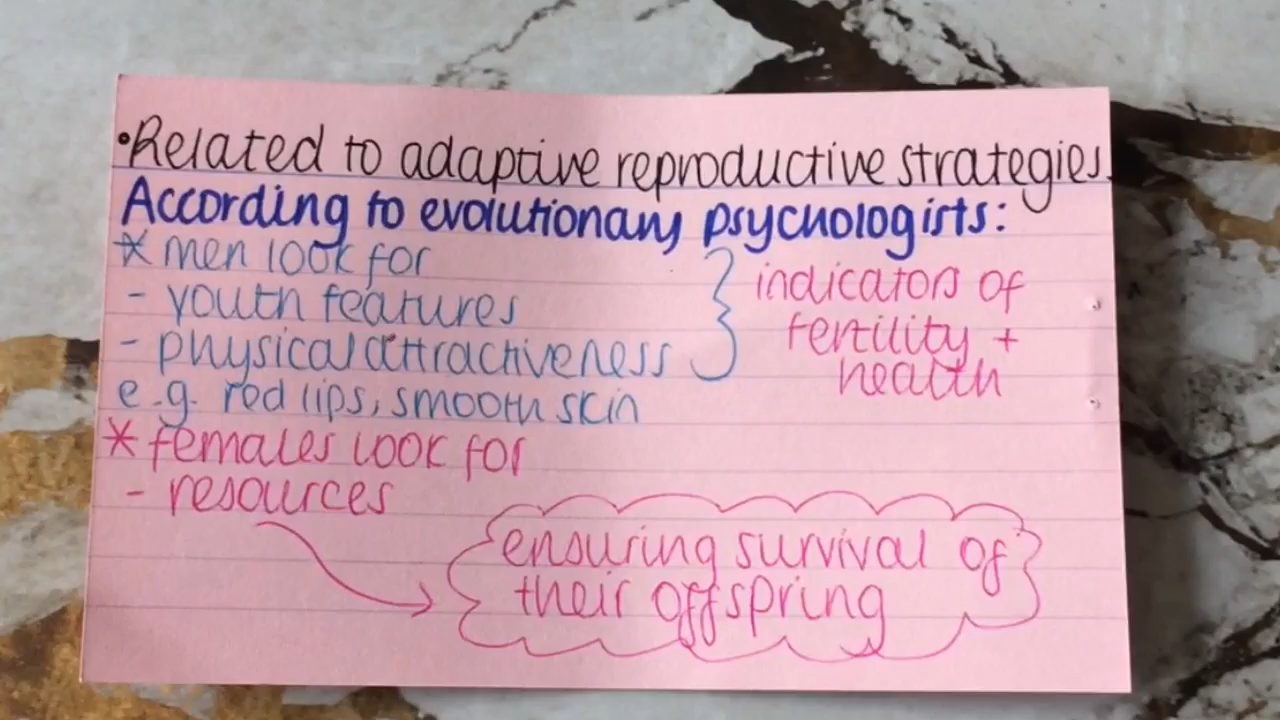 •Related to adaptive reproductive strategies.
According to evolutionary psychologists:
* men look for
- youth features
- physical attractiveness
e.g. red lips, smooth skin
} indicators of
fertility +
health
* females look for
- resources
ensuring survival of
their offspring